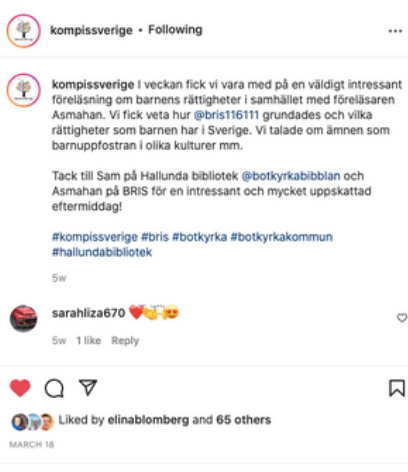 kompissverige • Following
kompissverige I veckan fick vi vara med på en väldigt intressant
föreläsning om barnens rättigheter i samhället med föreläsaren
Asmahan. Vi fick veta hur @bris116111 grundades och vilka
rättigheter som barnen har i Sverige. Vi talade om ämnen som
barnuppfostran i olika kulturer mm.
Tack till Sam på Hallunda bibliotek @botkyrkabibblan och
Asmahan på BRIS för en intressant och mycket uppskattad
eftermiddag!
#kompissverige #bris #botkyrka #botkyrkakommun
#hallundabibliotek
5w
sarahliza670 ❤️👏😍
5w 1 like Reply
Liked by elinablomberg and 65 others
MARCH 18